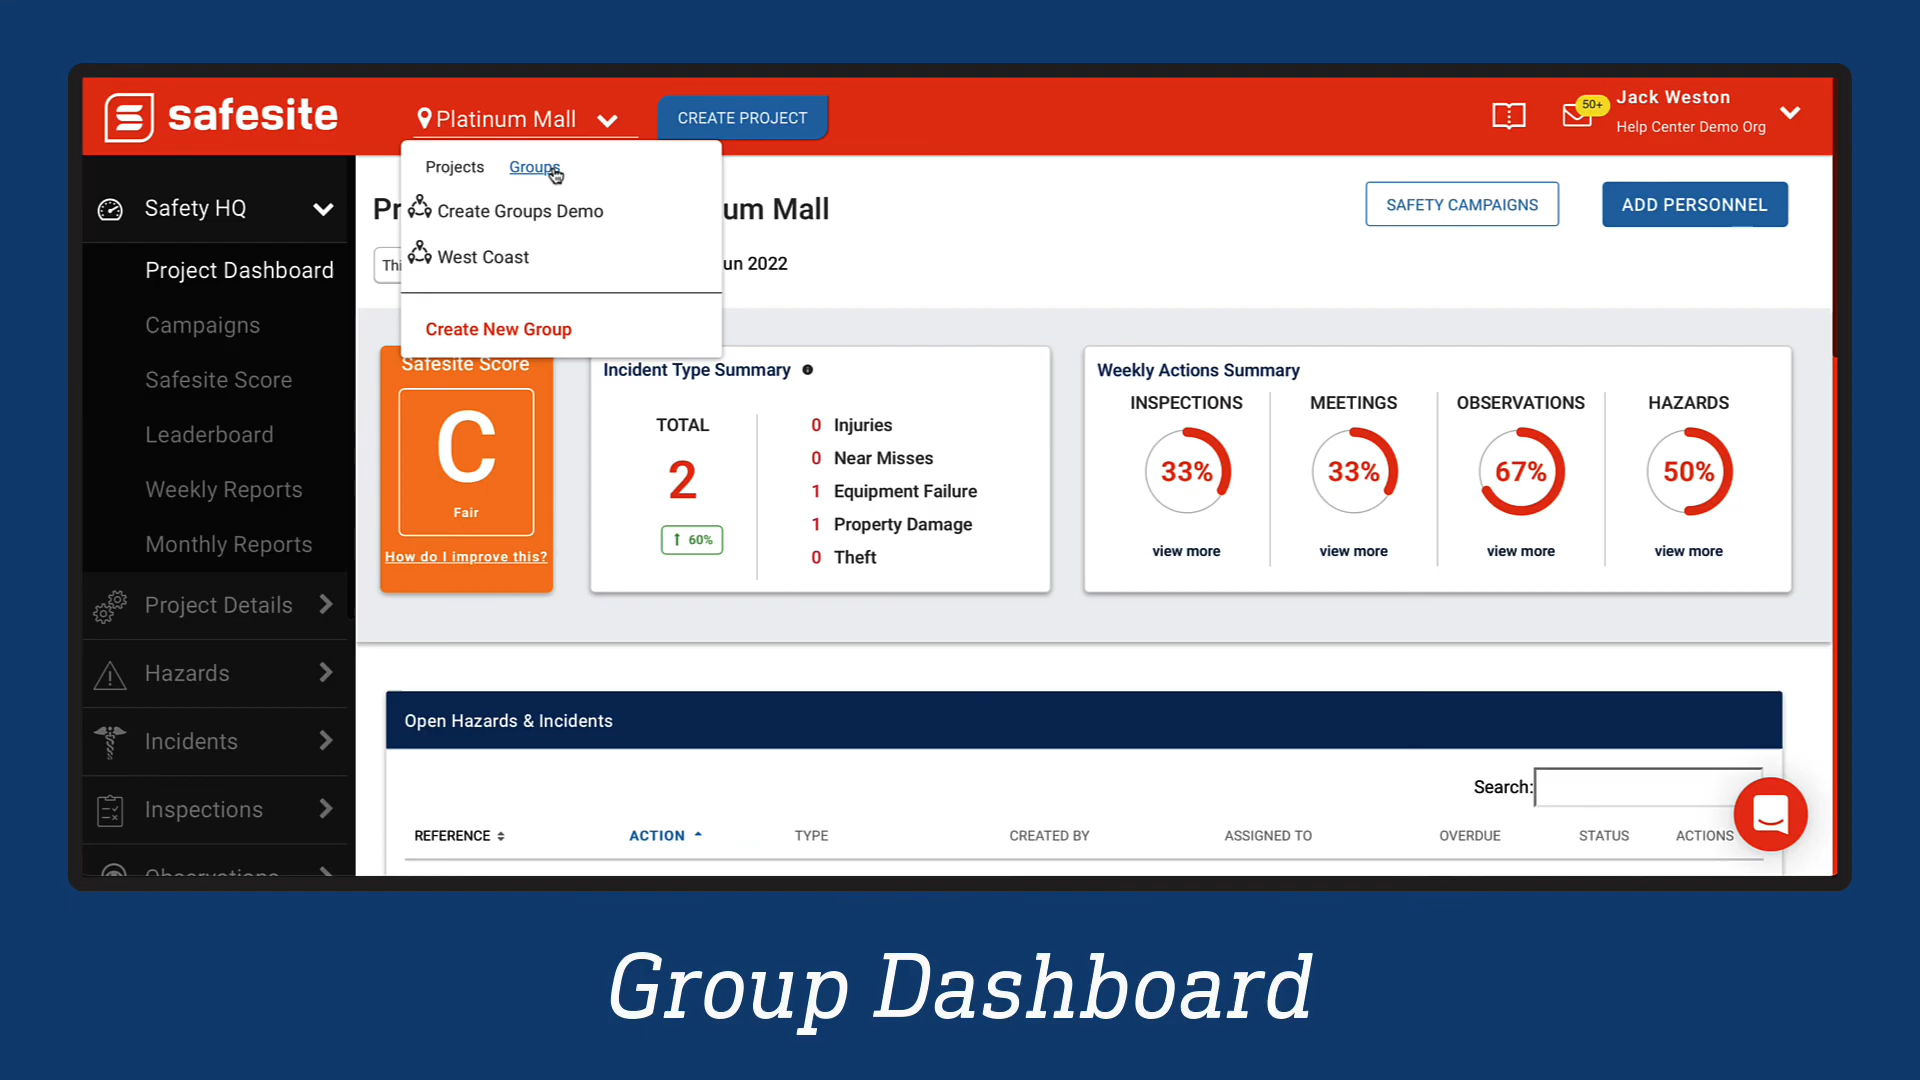 safesite
Platinum Mall
CREATE PROJECT
50+
Jack Weston
Help Center Demo Org
Projects Groups
Create Groups Demo
West Coast
Create New Group
Safety HQ
Project Dashboard
Campaigns
Safesite Score
Leaderboard
Weekly Reports
Monthly Reports
Project Details
Hazards
Incidents
Inspections
Observations
Pr um Mall
SAFETY CAMPAIGNS
ADD PERSONNEL
Thi un 2022
Safesite Score
C
Fair
How do I improve this?
Incident Type Summary
TOTAL
2
60%
0 Injuries
0 Near Misses
1 Equipment Failure
1 Property Damage
0 Theft
Weekly Actions Summary
INSPECTIONS MEETINGS OBSERVATIONS HAZARDS
33% 33% 67% 50%
view more view more view more view more
Open Hazards & Incidents
Search:
REFERENCE ACTION TYPE CREATED BY ASSIGNED TO OVERDUE STATUS ACTIONS
Group Dashboard